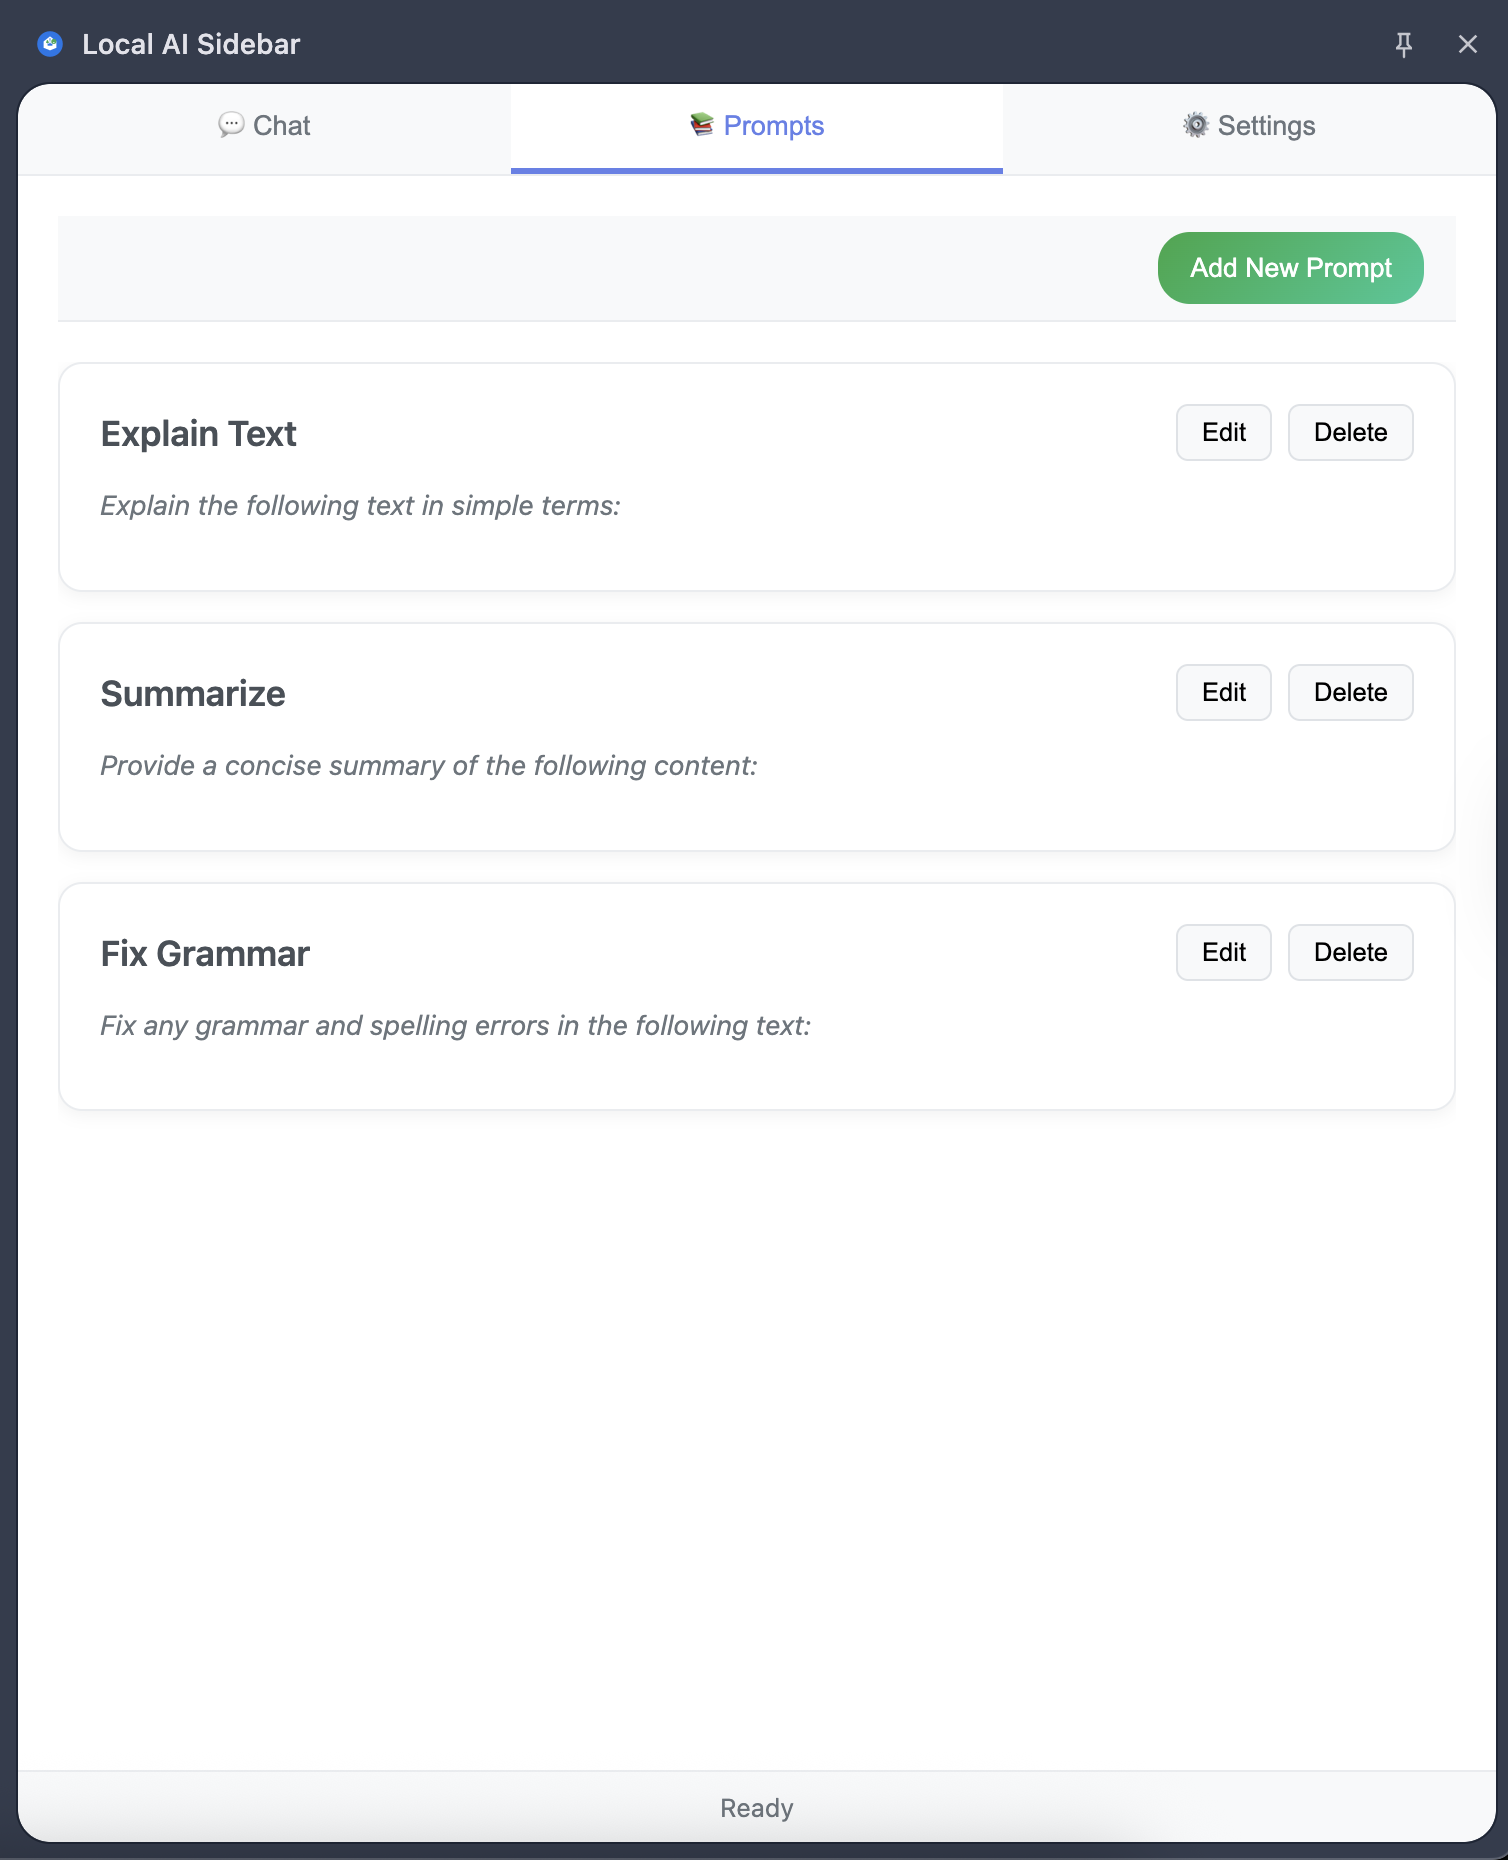 Local AI Sidebar
Chat
Prompts
Settings
Add New Prompt
Explain Text
Edit
Delete
Explain the following text in simple terms:
Summarize
Edit
Delete
Provide a concise summary of the following content:
Fix Grammar
Edit
Delete
Fix any grammar and spelling errors in the following text:
Ready